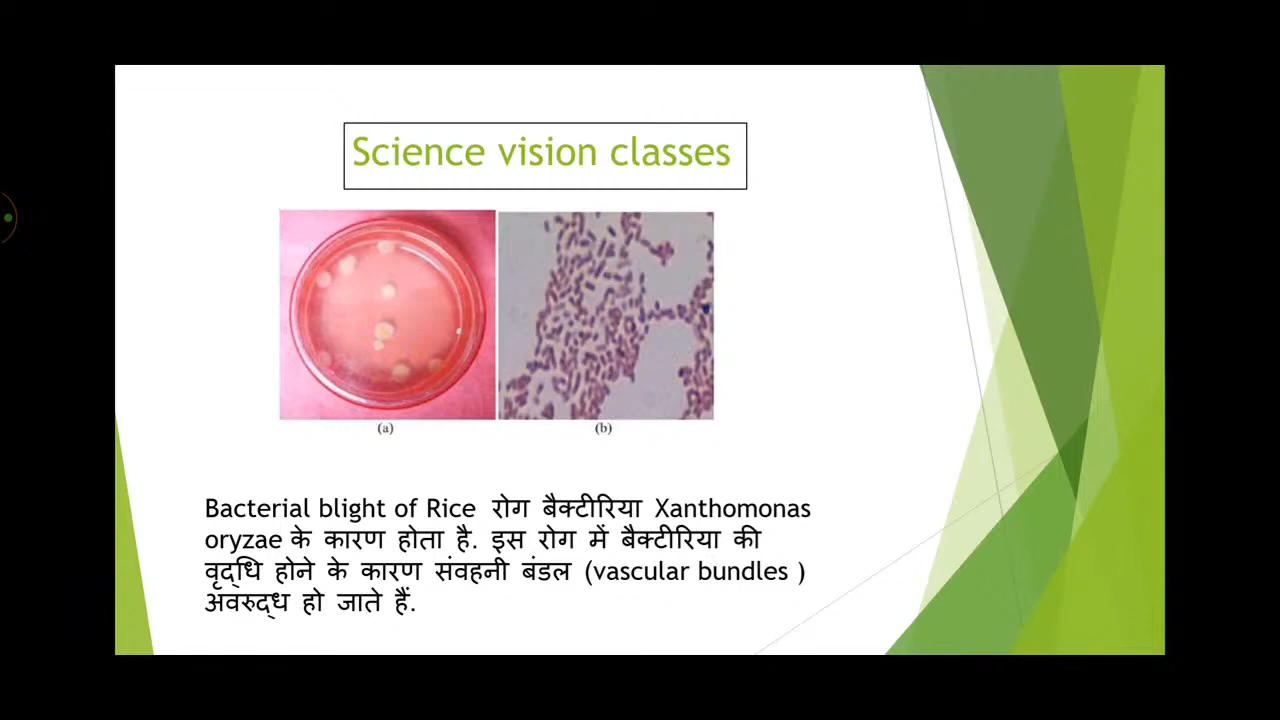 Science vision classes
(a) (b)
Bacterial blight of Rice रोग बैक्टीरिया Xanthomonas
oryzae के कारण होता है. इस रोग में बैक्टीरिया की
वृद्धि होने के कारण संवहनी बंडल (vascular bundles )
अवरुद्ध हो जाते हैं.